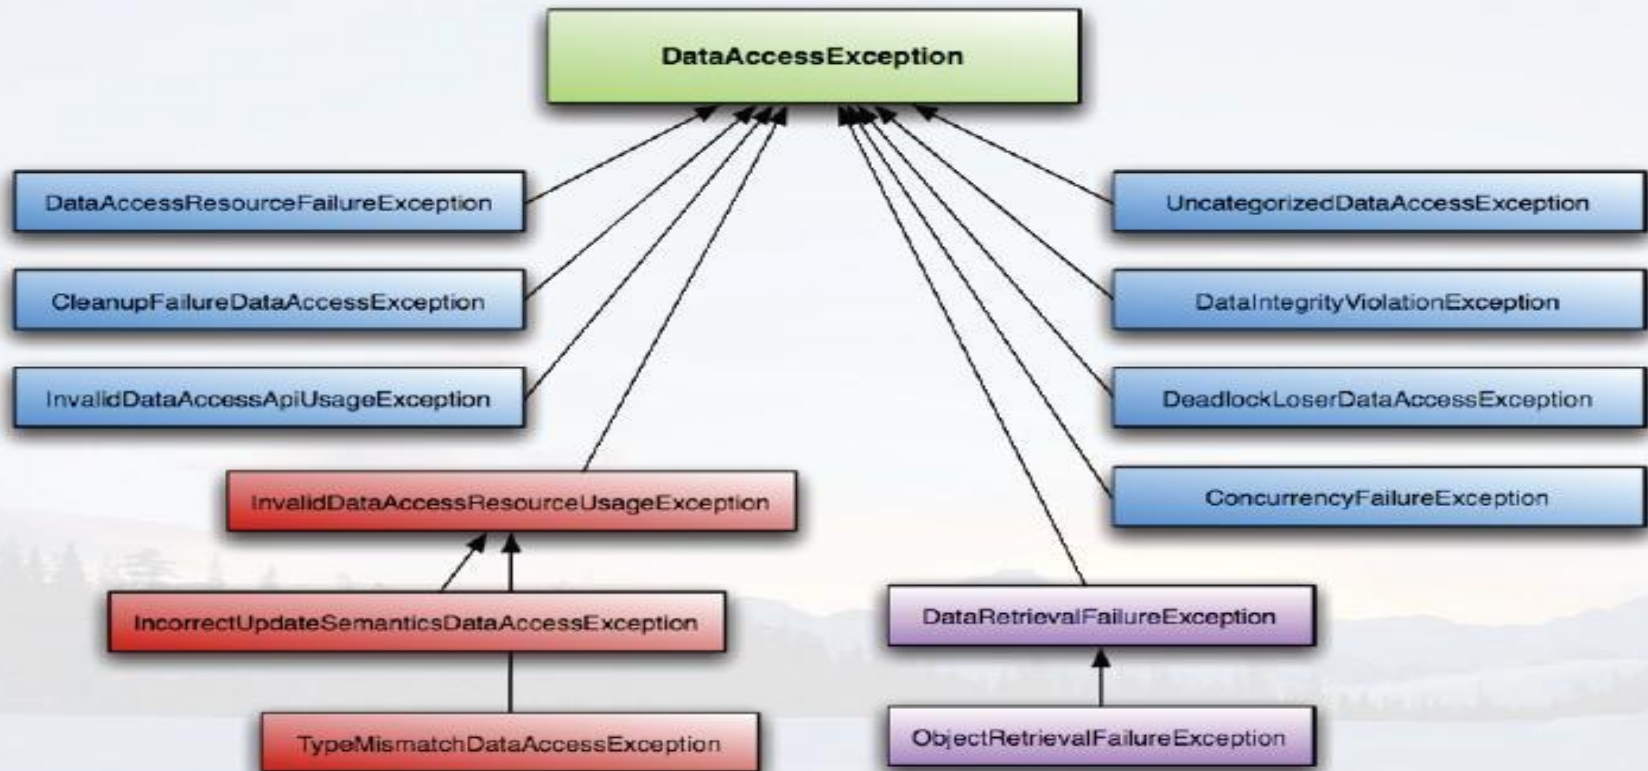 DataAccessException
DataAccessResourceFailureException
UncategorizedDataAccessException
CleanupFailureDataAccessException
DataIntegrityViolationException
InvalidDataAccessApiUsageException
DeadlockLoserDataAccessException
InvalidDataAccessResourceUsageException
ConcurrencyFailureException
IncorrectUpdateSemanticsDataAccessException
DataRetrievalFailureException
TypeMismatchDataAccessException
ObjectRetrievalFailureException